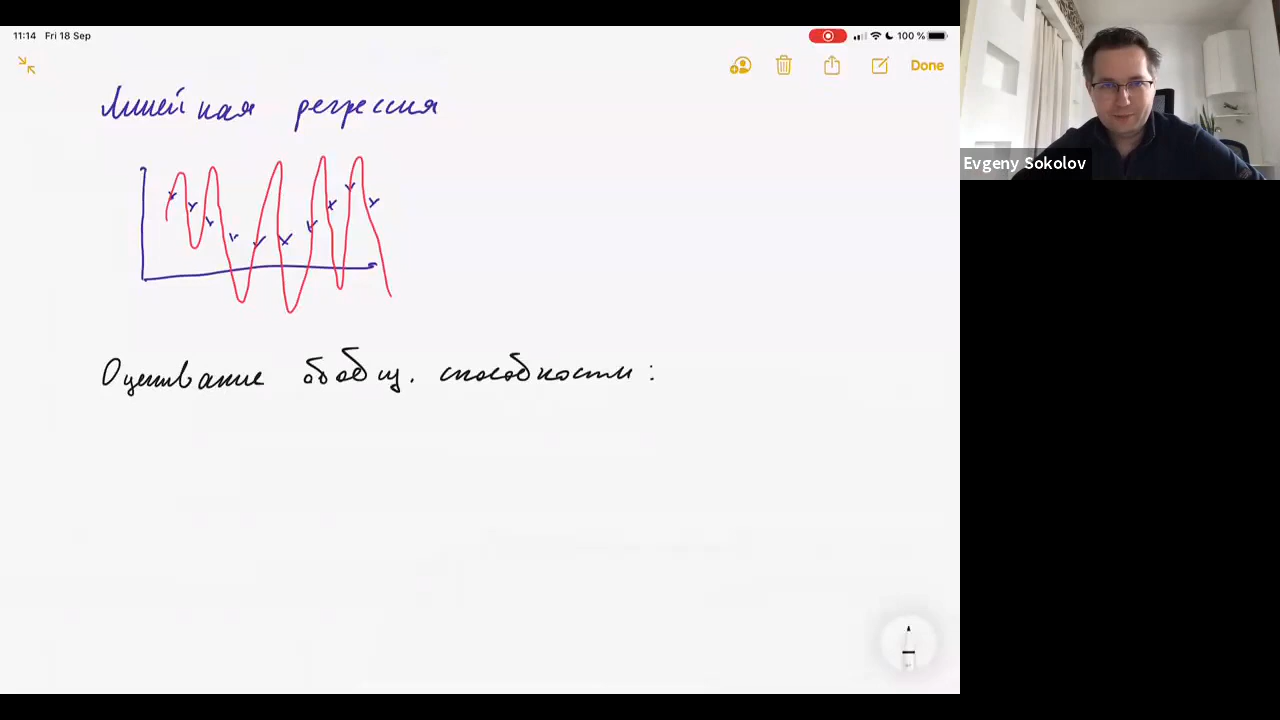 11:14 Fri 18 Sep 100 %
Done
Линейная регрессия
Evgeny Sokolov
Оценивание обобщ. способности: